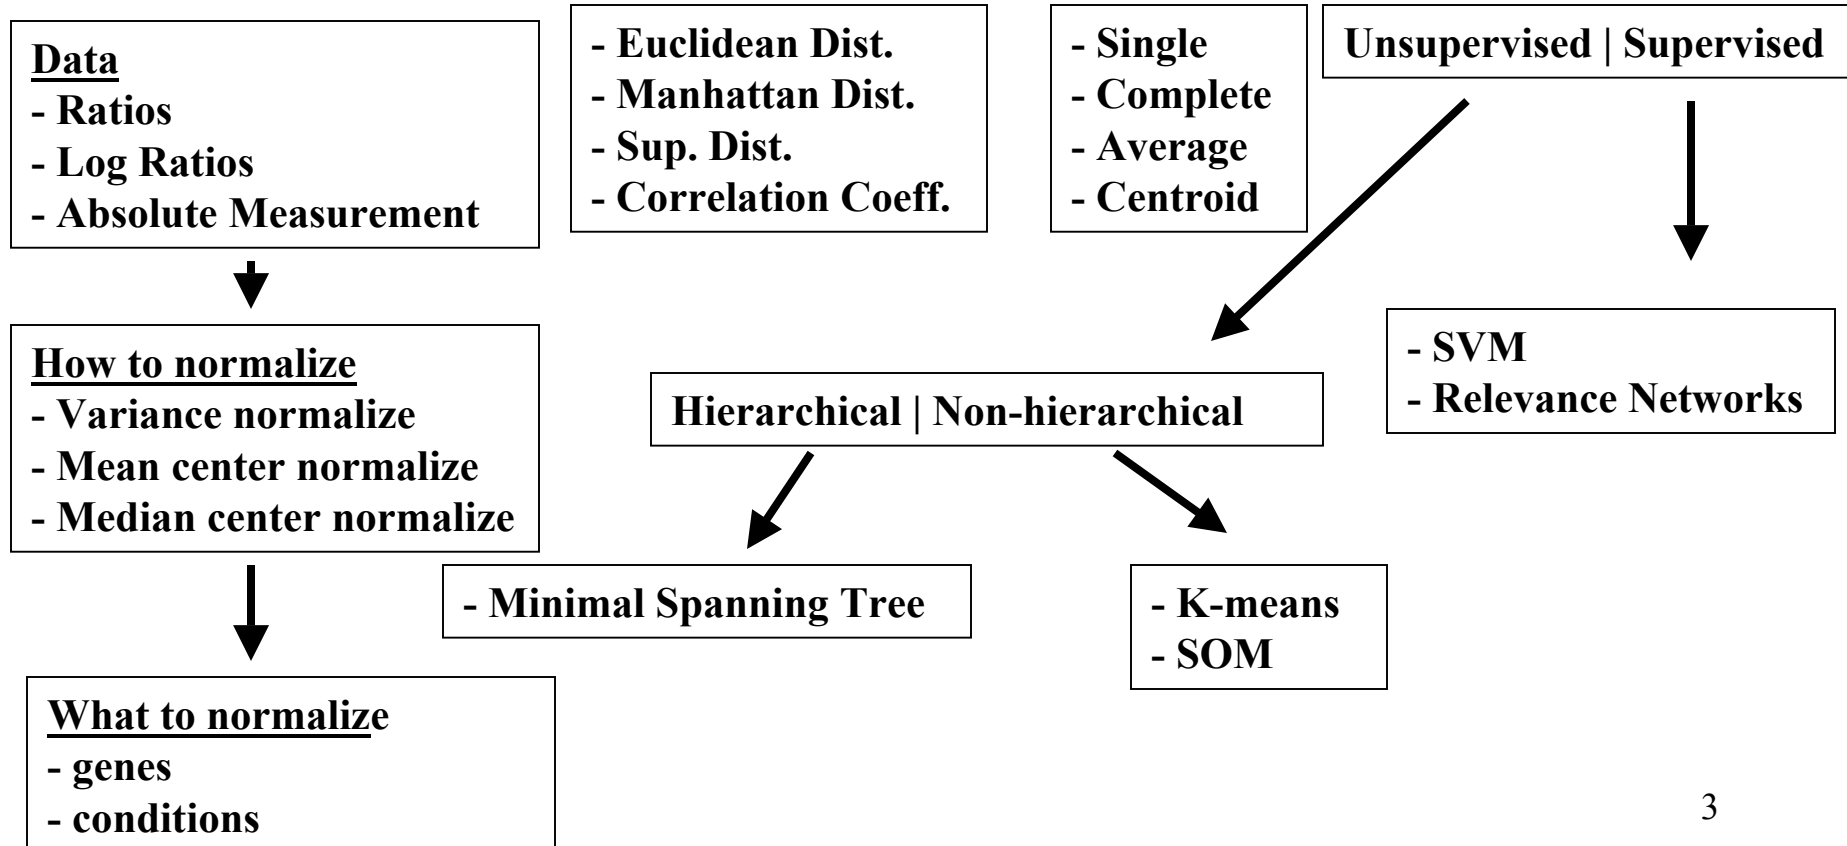 Data
- Ratios
- Log Ratios
- Absolute Measurement
- Euclidean Dist.
- Manhattan Dist.
- Sup. Dist.
- Correlation Coeff.
- Single
- Complete
- Average
- Centroid
Unsupervised | Supervised
How to normalize
- Variance normalize
- Mean center normalize
- Median center normalize
Hierarchical | Non-hierarchical
- SVM
- Relevance Networks
- Minimal Spanning Tree
- K-means
- SOM
What to normalize
- genes
- conditions
3